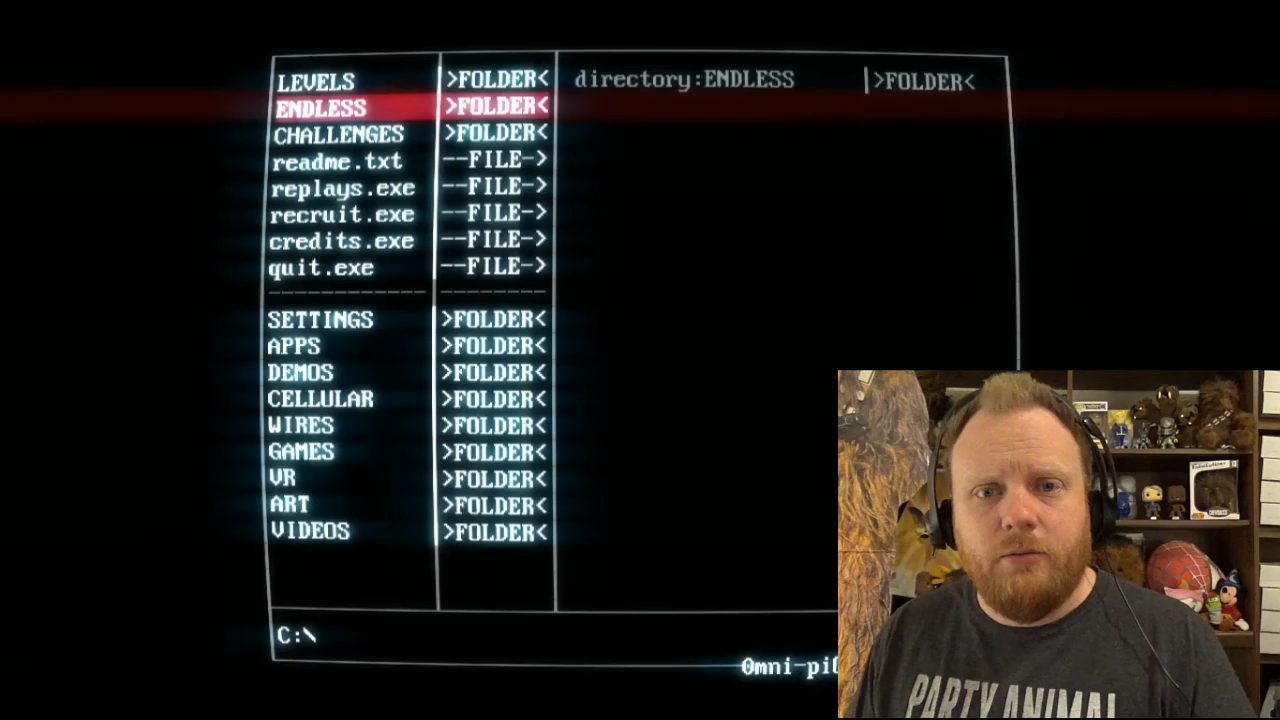 LEVELS >FOLDER< directory:ENDLESS |>FOLDER<
ENDLESS >FOLDER<
CHALLENGES >FOLDER<
readme.txt --FILE->
replays.exe --FILE->
recruit.exe --FILE->
credits.exe --FILE->
quit.exe --FILE->
------------ --------
SETTINGS >FOLDER<
APPS >FOLDER<
DEMOS >FOLDER<
CELLULAR >FOLDER<
WIRES >FOLDER<
GAMES >FOLDER<
VR >FOLDER<
ART >FOLDER<
VIDEOS >FOLDER<
C:\
PARTY ANIMAL